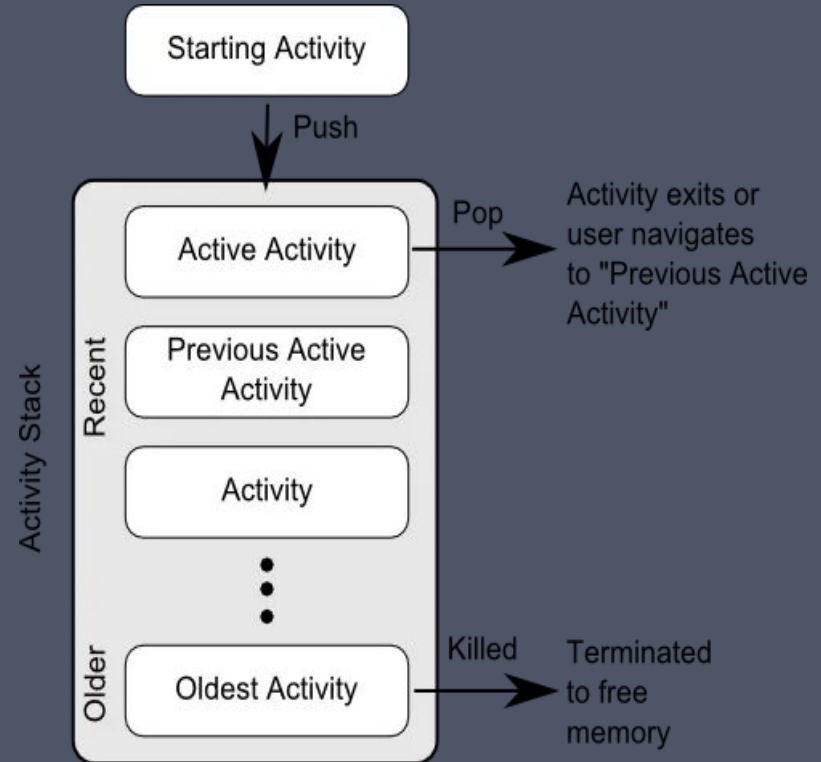 Starting Activity
Push
Active Activity
Pop
Activity exits or
user navigates
to "Previous Active
Activity"
Previous Active
Activity
Recent
Activity Stack
Activity
Older
Oldest Activity
Killed
Terminated
to free
memory